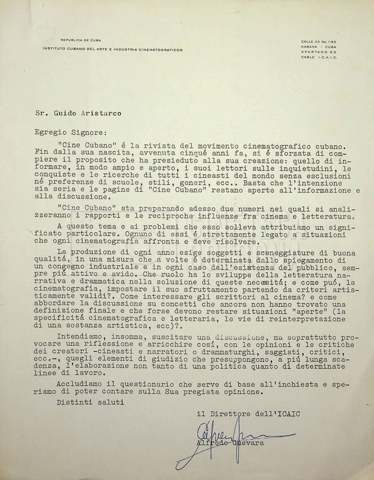 REPUBLICA DE CUBA
INSTITUTO CUBANO DEL ARTE E INDUSTRIA CINEMATOGRAFICOS
CALLE 23 No 1155
HABANA CUBA
APARTADO 55
CABLE I.C.A.I.C.
Sr. Guido Aristarco
Egregio Signore:
"Cine Cubano" é la rivista del movimento cinematografico cubano.
Fin dalla sua nascita, avvenuta cinqué anni fa, si é sforzata di com-
piere il proposito che ha presieduto alla sua creazione: quello di in-
formare, in modo ampio e aperto, i suoi lettori sulle inquietudini, le
conquiste e le ricerche di tutti i cineasti del mondo senza esclusioni
né preferenze di scuole, stili, generi, ecc.. Basta che l'intenzione
sia seria e le pagine di "Cine Cubano" restano aperte all'informazione e
alla discussione.
"Cine Cubano" sta preparando adesso due numeri nei quali si analiz-
zeranno i rapporti e le reciproche influenze fra cinema e letteratura.
A questo tema e ai problemi che esso solleva attribuiamo un signi-
ficato particolare. Ognuno di essi é strettamente legato a situazioni
che ogni cinematografia affronta e deve risolvere.
La produzione di ogni anno esige soggetti e sceneggiature di buona
qualitá, in una misura che a volte é determinata dallo spiegamento di
un congegno industriale e in ogni caso dall'esistenza del pubblico, sem-
pre piú attivo e avido. Che ruolo ha lo sviluppo della letteratura nar-
rativa e drammatica nella soluzione di queste necesitá; e come puó, la
cinematografia, impostare il suo sfruttamento partendo da criteri artis-
ticamente validi?. Come interessare gli scrittori al cinema? e come
abbordare la discussione su concetti che ancora non hanno trovato una
definizione finale e che forse devono restare situazioni "aperte" (la
specificitá cinematografica e letteraria, le vie di reinterpretazione
di una sostanza artistica, ecc)?.
Intendiamo, insomma, suscitare una discussione, ma soprattutto pro-
vocare una riflessione e arricchire cosi, con le opinioni e le critiche
dei creatori -cineasti e narratori o drammaturghi, saggisti, critici,
ecc.-, quegli elementi di giudizio che presuppongono, a piú lunga sca-
denza, l'elaborazione non tanto di una politica quanto di determinate
linee di lavoro.
Accludiamo il questionario che serve di base all'inchiesta e spe-
riamo di poter contare sulla Sua pregiata opinione.
Distinti saluti
il Direttore dell'ICAIC
Alfredo Guevara